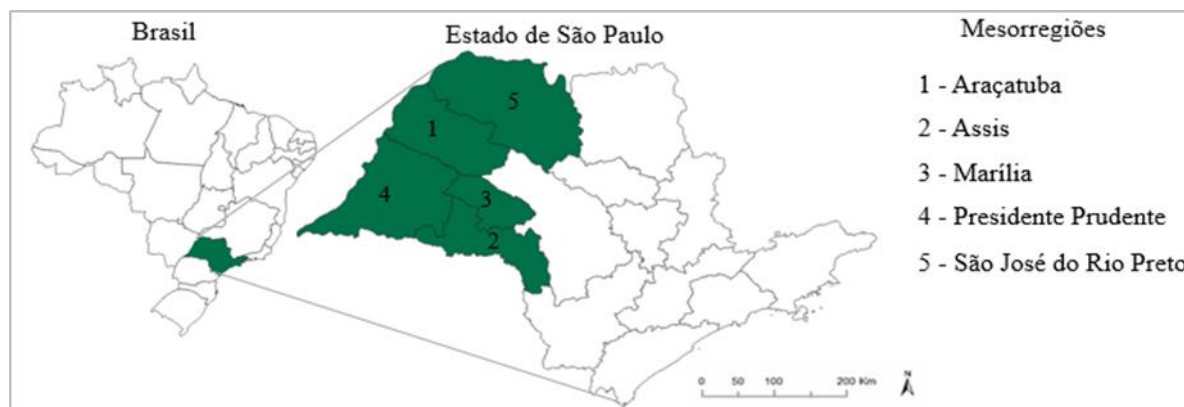 Brasil
Estado de São Paulo
Mesorregiões
5
1
3
4
2
1 - Araçatuba
2 - Assis
3 - Marília
4 - Presidente Prudente
5 - São José do Rio Preto
0 50 100 200 Km
N